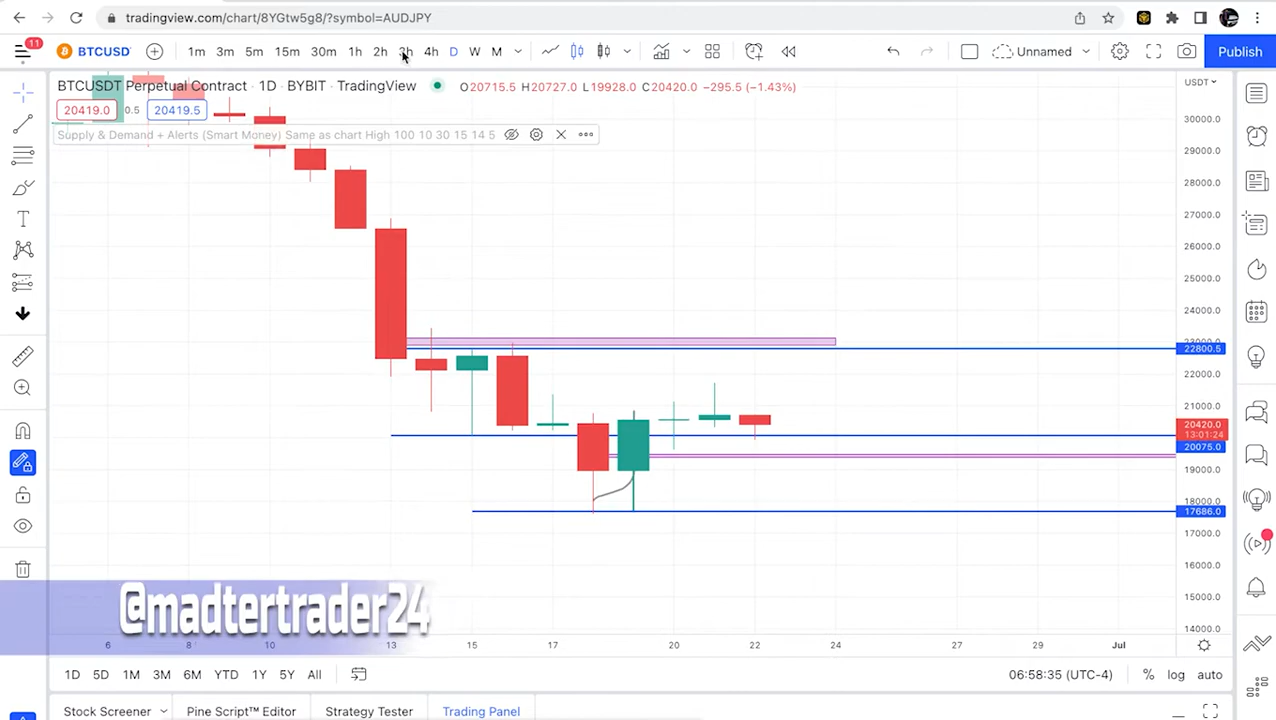 tradingview.com/chart/8YGtw5g8/?symbol=AUDJPY
11
BTCUSD 1m 3m 5m 15m 30m 1h 2h 3h 4h D W M Unnamed Publish
BTCUSDT Perpetual Contract · 1D · BYBIT · TradingView O20715.5 H20727.0 L19928.0 C20420.0 −295.5 (−1.43%) USDT
20419.0 0.5 20419.5
Supply & Demand + Alerts (Smart Money) Same as chart High 100 10 30 15 14 5
30000.0
29000.0
28000.0
27000.0
26000.0
25000.0
24000.0
23000.0
22800.5
22000.0
21000.0
20420.0
13:01:24
20075.0
19000.0
18000.0
17686.0
17000.0
16000.0
15000.0
14000.0
@madtertrader24
6 8 10 13 15 17 20 22 24 27 29 Jul
1D 5D 1M 3M 6M YTD 1Y 5Y All 06:58:35 (UTC-4) % log auto
Stock Screener Pine Script™ Editor Strategy Tester Trading Panel